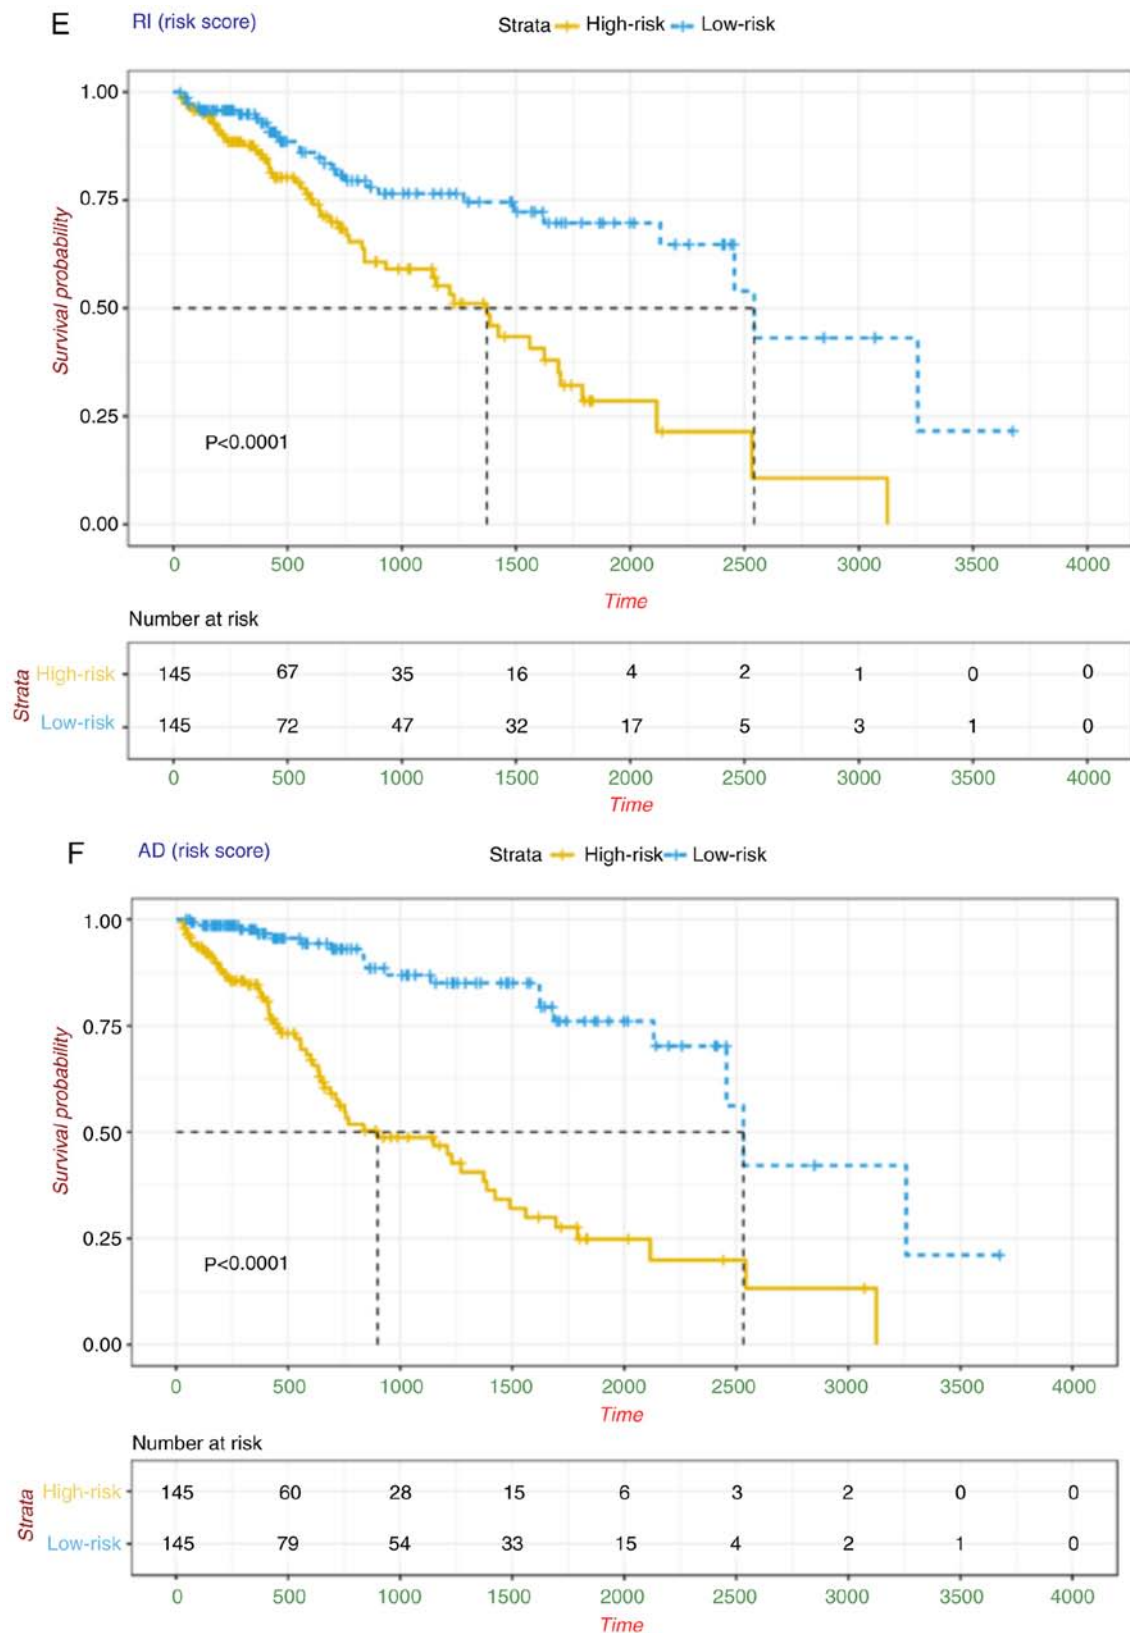 E RI (risk score) Strata High-risk Low-risk
1.00
0.75
0.50
0.25
0.00
Survival probability
P<0.0001
0 500 1000 1500 2000 2500 3000 3500 4000
Time
Number at risk
Strata
High-risk 145 67 35 16 4 2 1 0 0
Low-risk 145 72 47 32 17 5 3 1 0
0 500 1000 1500 2000 2500 3000 3500 4000
Time
F AD (risk score) Strata High-risk Low-risk
1.00
0.75
0.50
0.25
0.00
Survival probability
P<0.0001
0 500 1000 1500 2000 2500 3000 3500 4000
Time
Number at risk
Strata
High-risk 145 60 28 15 6 3 2 0 0
Low-risk 145 79 54 33 15 4 2 1 0
0 500 1000 1500 2000 2500 3000 3500 4000
Time